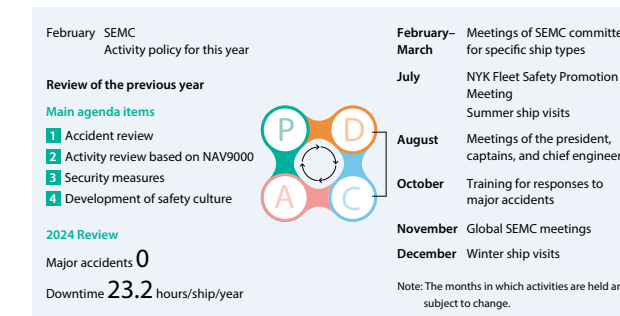 February SEMC
Activity policy for this year
Review of the previous year
Main agenda items
1 Accident review
2 Activity review based on NAV9000
3 Security measures
4 Development of safety culture
2024 Review
Major accidents 0
Downtime 23.2 hours/ship/year
P D
A C
February– Meetings of SEMC committe
March for specific ship types
July NYK Fleet Safety Promotion
Meeting
Summer ship visits
August Meetings of the president,
captains, and chief engineer
October Training for responses to
major accidents
November Global SEMC meetings
December Winter ship visits
Note: The months in which activities are held ar
subject to change.